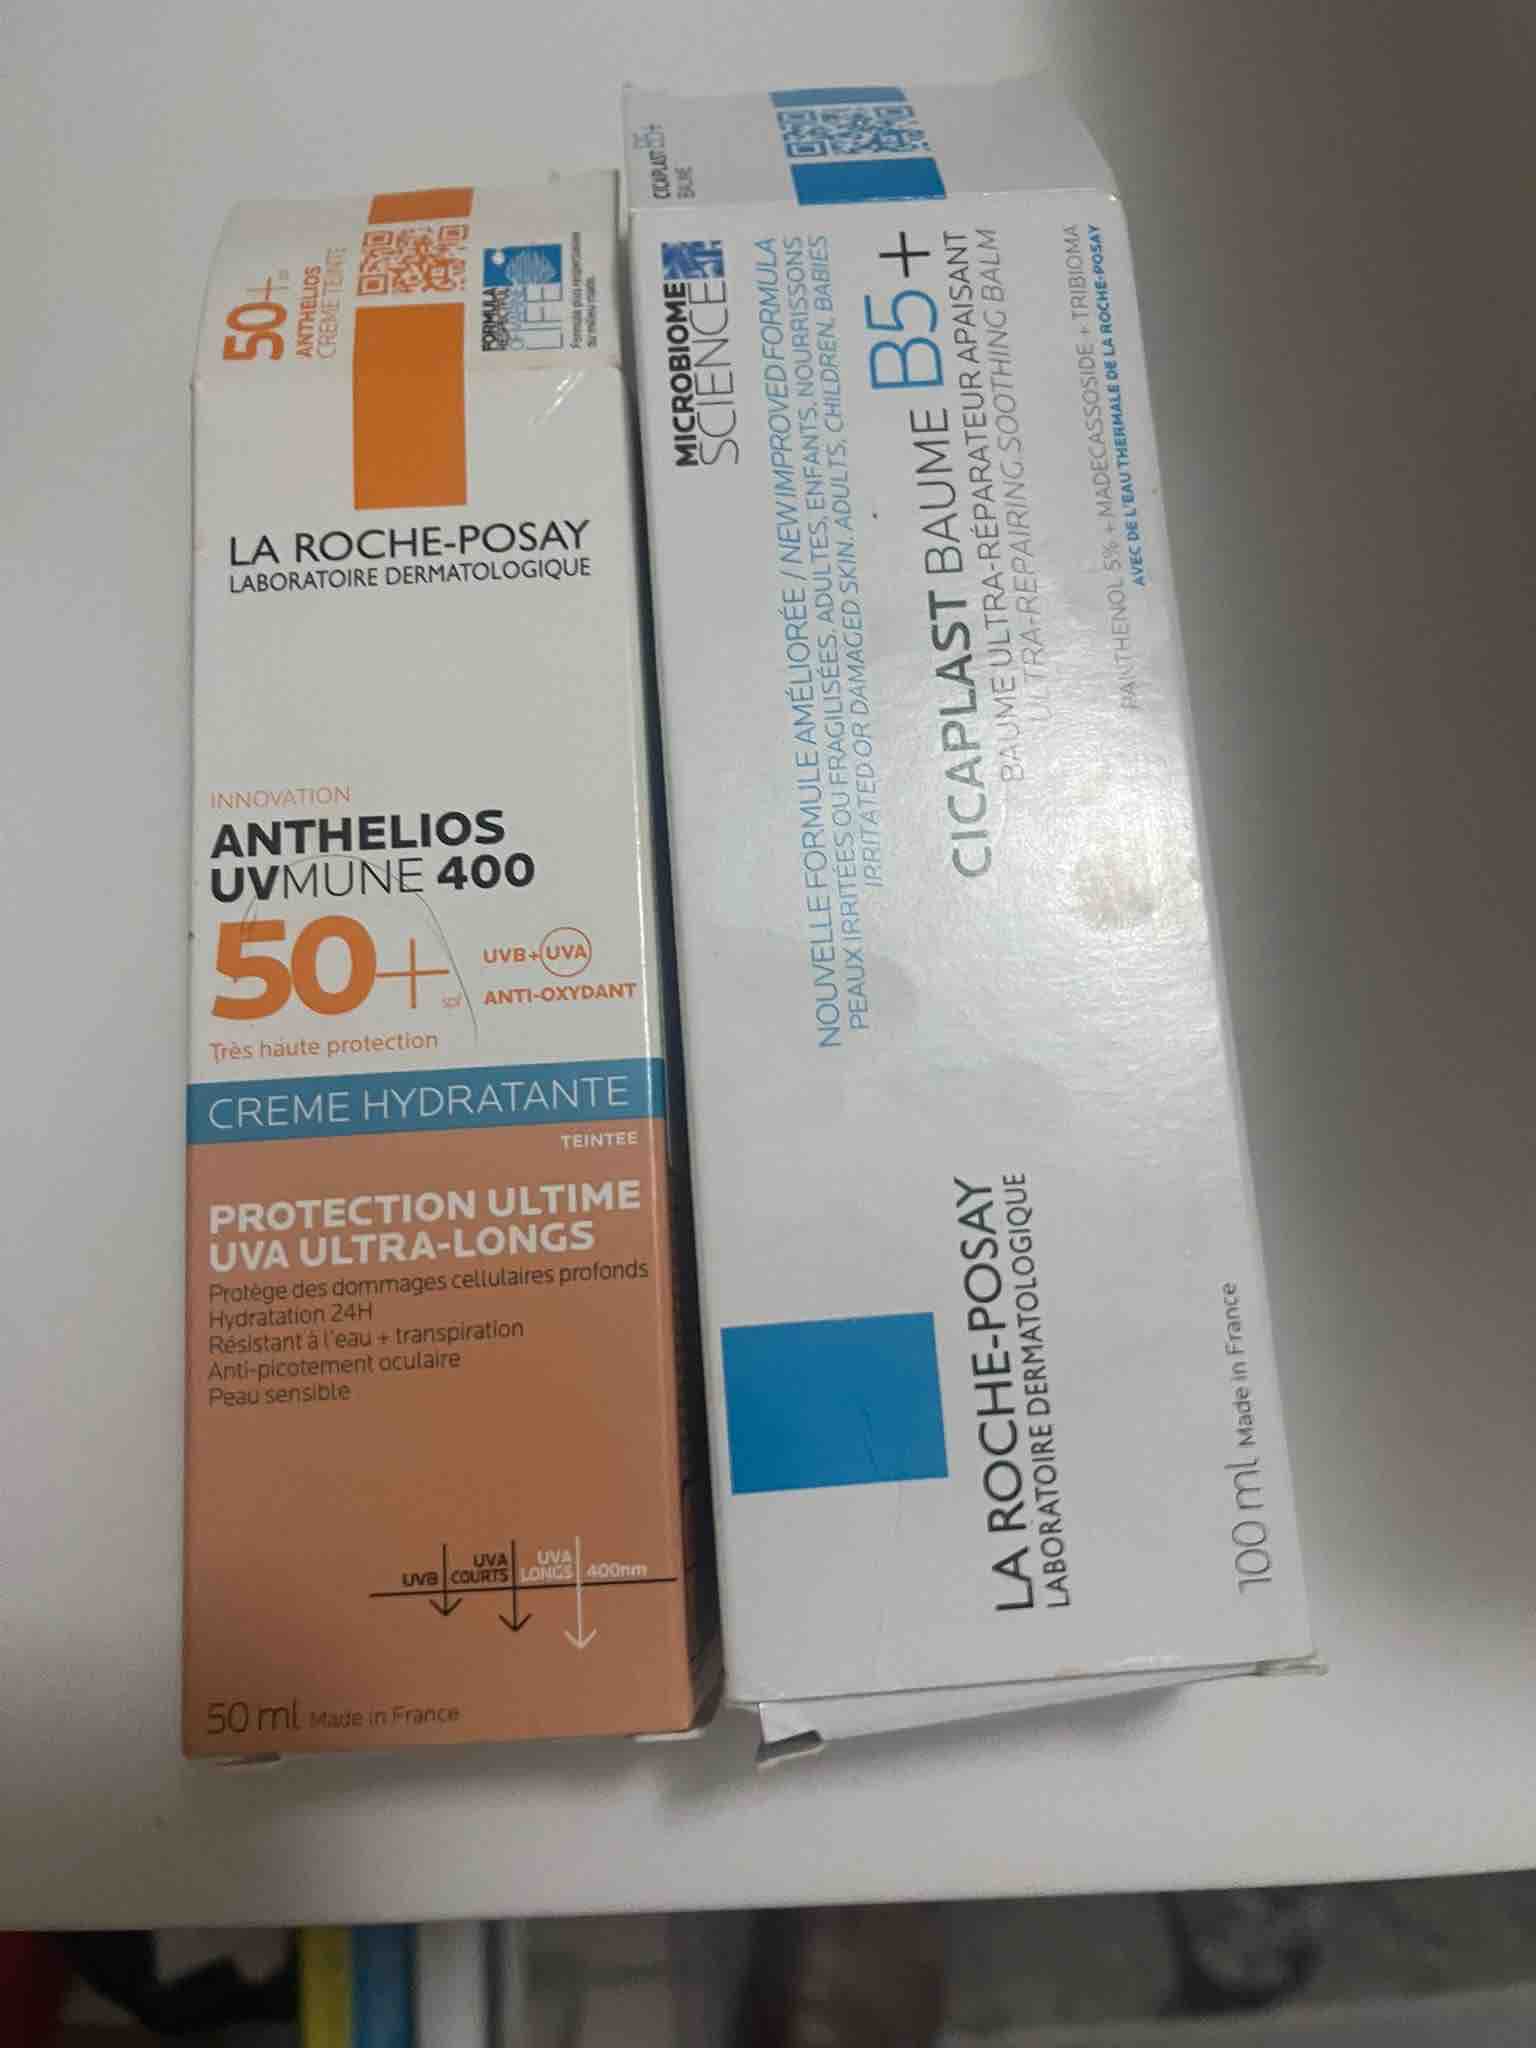 50+
ANTHELIOS
CREME TEINTE
FORMULA
LIFE
LA ROCHE-POSAY
LABORATOIRE DERMATOLOGIQUE
INNOVATION
ANTHELIOS
UVMUNE 400
50+ spf
UVB+UVA
ANTI-OXYDANT
Très haute protection
CREME HYDRATANTE
TEINTEE
PROTECTION ULTIME
UVA ULTRA-LONGS
Protège des dommages cellulaires profonds
Hydratation 24H
Résistant à l'eau + transpiration
Anti-picotement oculaire
Peau sensible
UVB
UVA COURTS
UVA LONGS
400nm
50 ml Made in France
CICAPLAST B5+
BAUME
MICROBIOME
SCIENCE
NOUVELLE FORMULE AMÉLIORÉE / NEW IMPROVED FORMULA
PEAUX IRRITÉES OU FRAGILISÉES, ADULTES, ENFANTS, NOURRISSONS
IRRITATED OR DAMAGED SKIN. ADULTS, CHILDREN, BABIES
CICAPLAST BAUME B5+
BAUME ULTRA-RÉPARATEUR APAISANT
ULTRA-REPAIRING SOOTHING BALM
PANTHENOL 5% + MADECASSOSIDE + TRIBIOMA
AVEC DE L'EAU THERMALE DE LA ROCHE-POSAY
LA ROCHE-POSAY
LABORATOIRE DERMATOLOGIQUE
100 ml Made in France